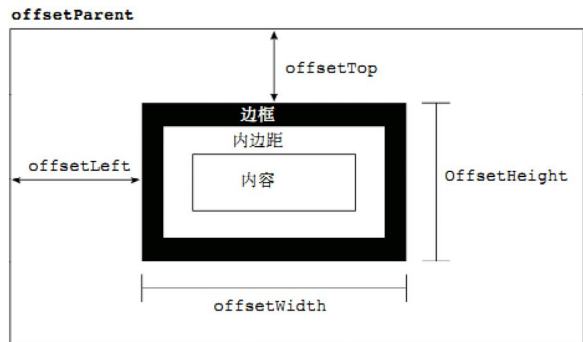 offsetParent
offsetTop
边框
内边距
offsetLeft
内容
OffsetHeight
offsetWidth